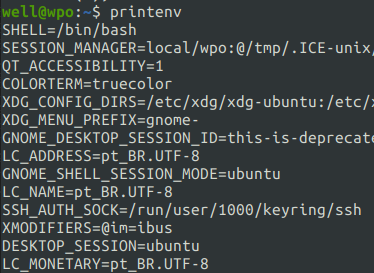 well@wpo:~$ printenv
SHELL=/bin/bash
SESSION_MANAGER=local/wpo:@/tmp/.ICE-unix/
QT_ACCESSIBILITY=1
COLORTERM=truecolor
XDG_CONFIG_DIRS=/etc/xdg/xdg-ubuntu:/etc/x
XDG_MENU_PREFIX=gnome-
GNOME_DESKTOP_SESSION_ID=this-is-deprecate
LC_ADDRESS=pt_BR.UTF-8
GNOME_SHELL_SESSION_MODE=ubuntu
LC_NAME=pt_BR.UTF-8
SSH_AUTH_SOCK=/run/user/1000/keyring/ssh
XMODIFIERS=@im=ibus
DESKTOP_SESSION=ubuntu
LC_MONETARY=pt_BR.UTF-8